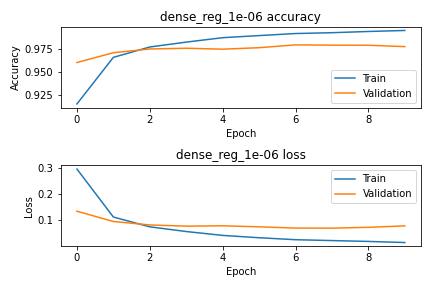 dense_reg_1e-06 accuracy
0.975
0.950
0.925
Accuracy
Train
Validation
0 2 4 6 8
Epoch
dense_reg_1e-06 loss
0.3
0.2
0.1
Loss
Train
Validation
0 2 4 6 8
Epoch